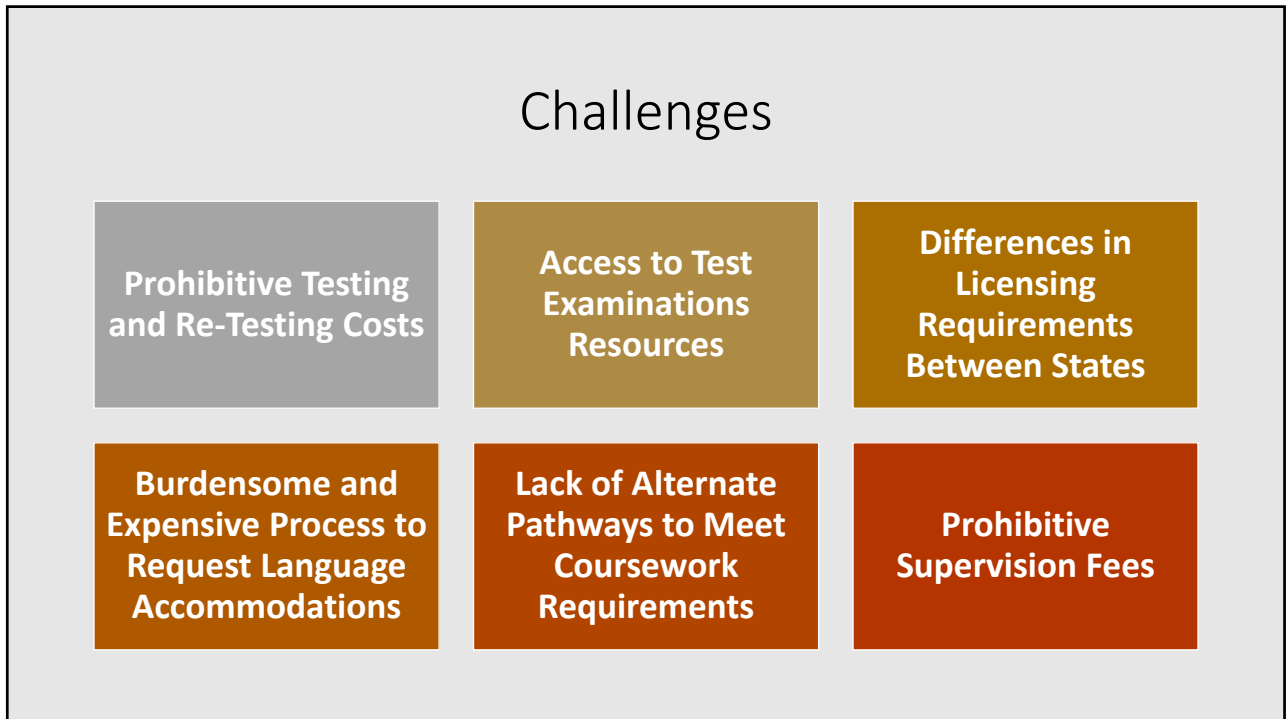 Challenges
Prohibitive Testing
and Re-Testing Costs
Access to Test
Examinations
Resources
Differences in
Licensing
Requirements
Between States
Burdensome and
Expensive Process to
Request Language
Accommodations
Lack of Alternate
Pathways to Meet
Coursework
Requirements
Prohibitive
Supervision Fees